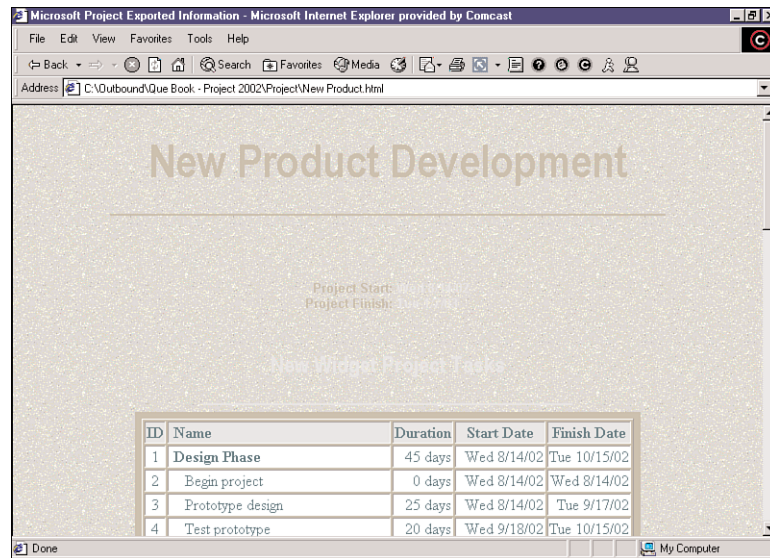 Microsoft Project Exported Information - Microsoft Internet Explorer provided by Comcast
File Edit View Favorites Tools Help
Back Search Favorites Media
Address C:\Outbound\Que Book - Project 2002\Project\New Product.html
New Product Development
Project Start:
Project Finish:
New Widget Project Tasks
ID Name Duration Start Date Finish Date
1 Design Phase 45 days Wed 8/14/02 Tue 10/15/02
2 Begin project 0 days Wed 8/14/02 Wed 8/14/02
3 Prototype design 25 days Wed 8/14/02 Tue 9/17/02
4 Test prototype 20 days Wed 9/18/02 Tue 10/15/02
Done My Computer